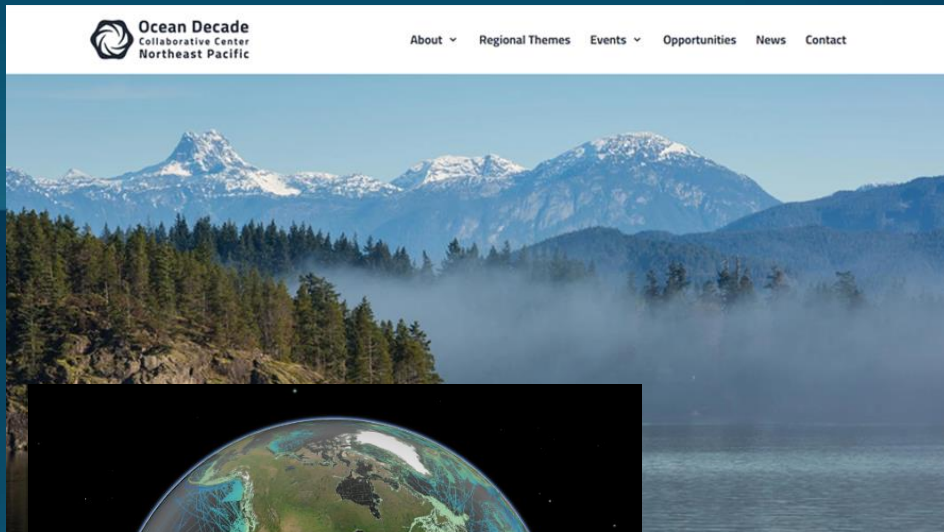 Ocean Decade
Collaborative Center
Northeast Pacific
About Regional Themes Events Opportunities News Contact